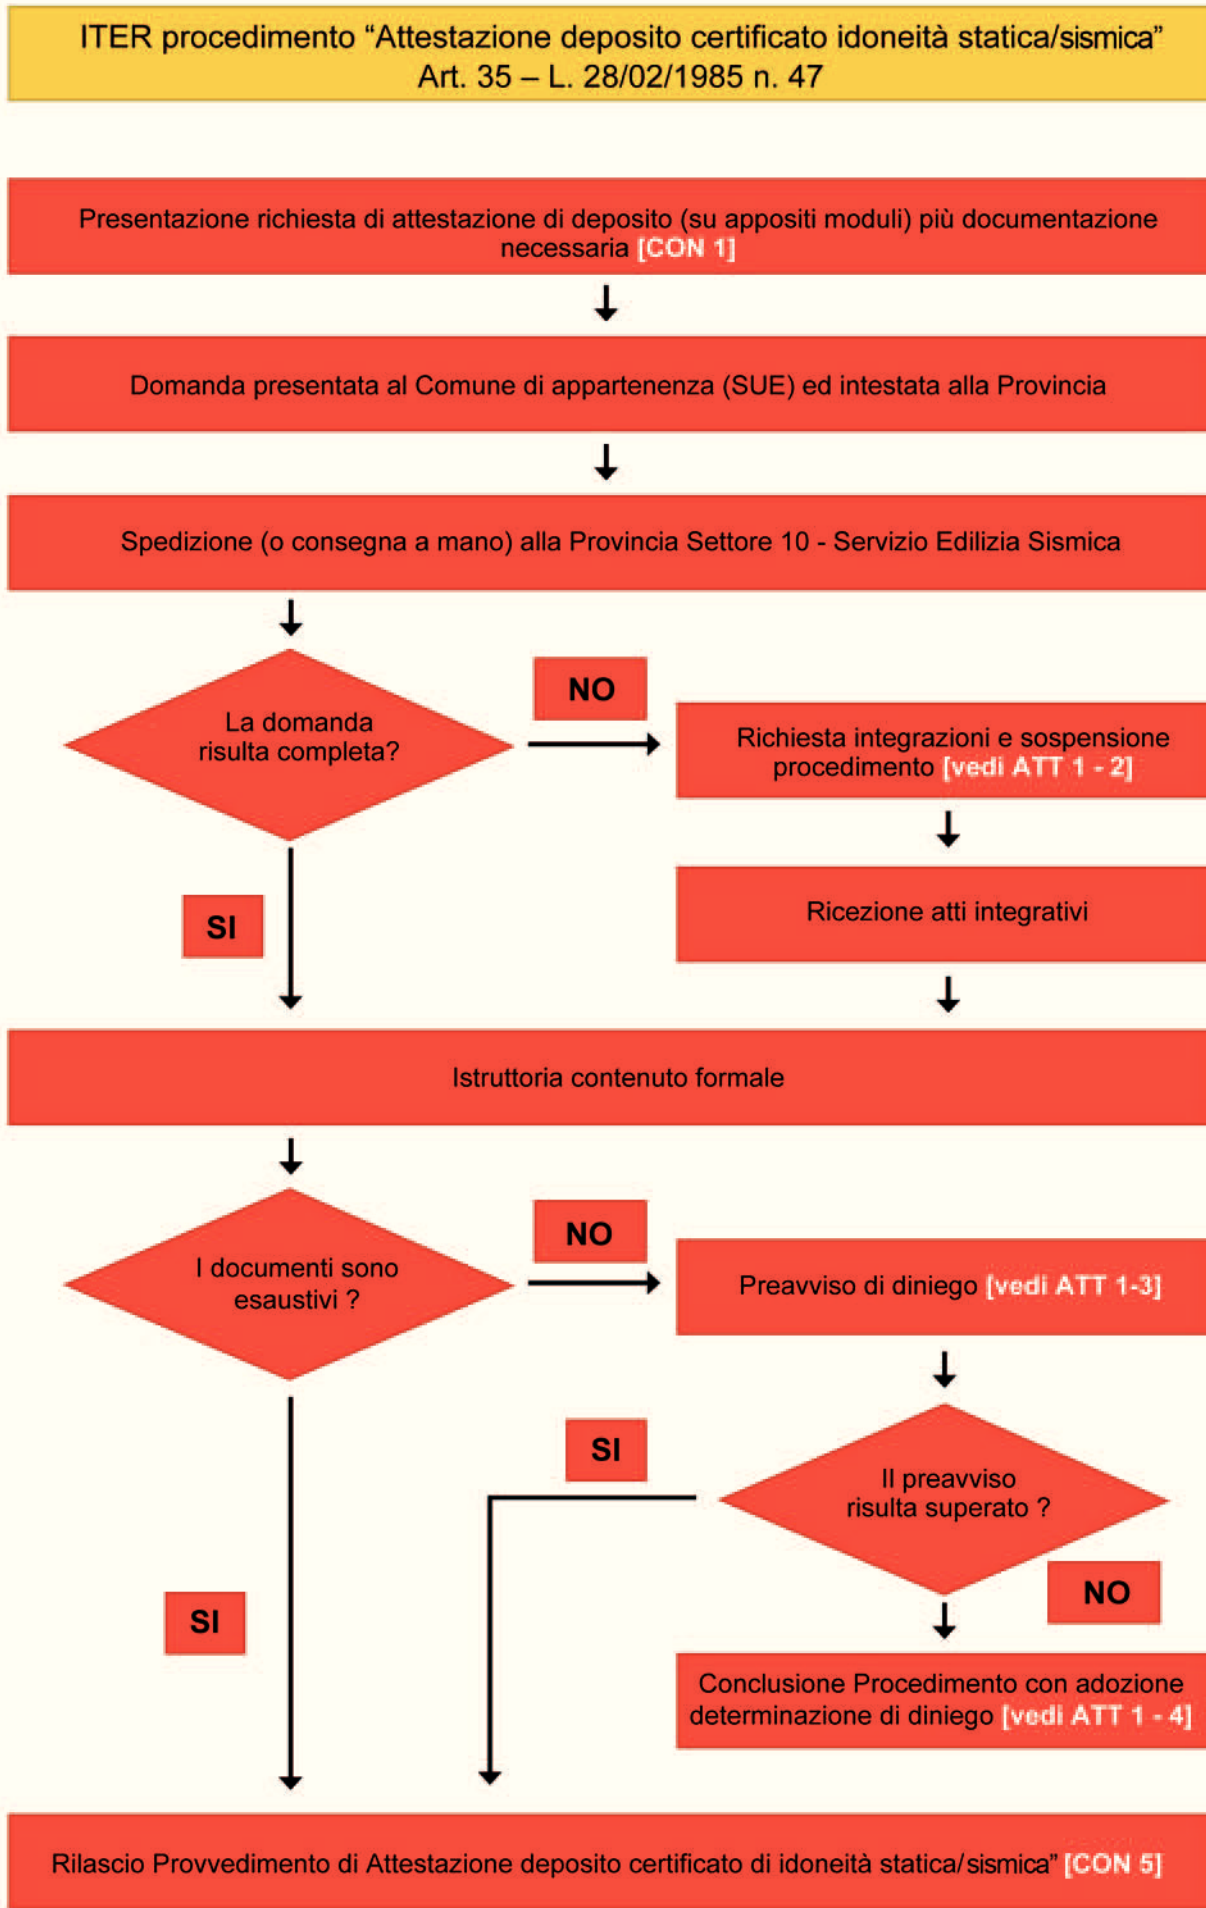 ITER procedimento “Attestazione deposito certificato idoneità statica/sismica”
Art. 35 – L. 28/02/1985 n. 47
Presentazione richiesta di attestazione di deposito (su appositi moduli) più documentazione
necessaria [CON 1]
Domanda presentata al Comune di appartenenza (SUE) ed intestata alla Provincia
Spedizione (o consegna a mano) alla Provincia Settore 10 - Servizio Edilizia Sismica
La domanda
risulta completa?
NO
Richiesta integrazioni e sospensione
procedimento [vedi ATT 1 - 2]
SI
Ricezione atti integrativi
Istruttoria contenuto formale
I documenti sono
esaustivi ?
NO
Preavviso di diniego [vedi ATT 1-3]
SI
Il preavviso
risulta superato ?
NO
SI
Conclusione Procedimento con adozione
determinazione di diniego [vedi ATT 1 - 4]
Rilascio Provvedimento di Attestazione deposito certificato di idoneità statica/sismica” [CON 5]